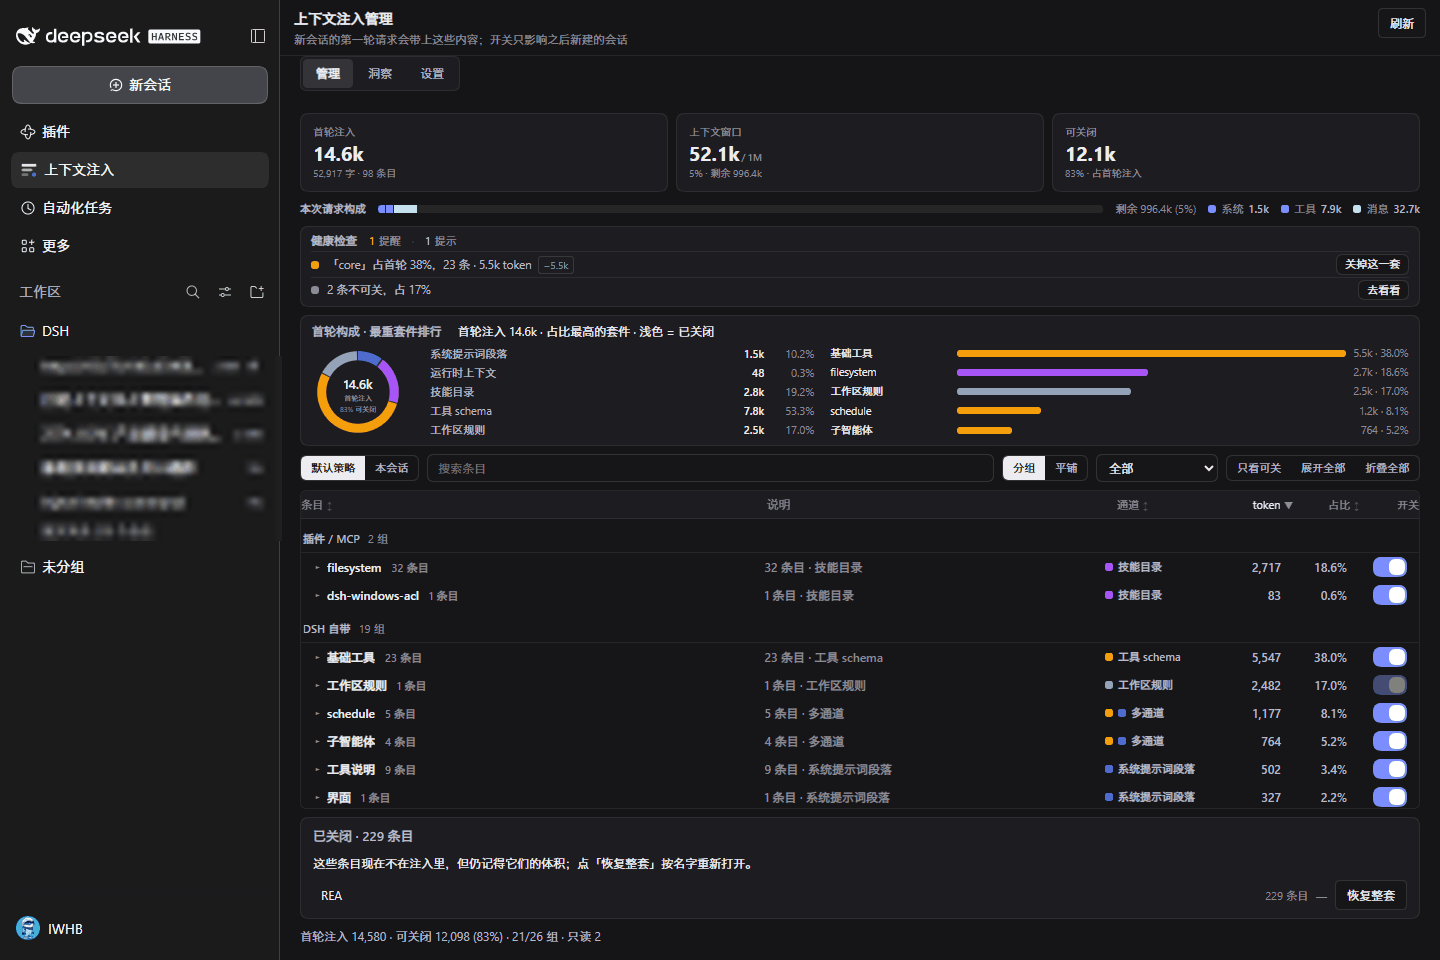 deepseek HARNESS
新会话
插件
上下文注入
自动化任务
更多
工作区
DSH
未分组
IWHB
上下文注入管理
新会话的第一轮请求会带上这些内容；开关只影响之后新建的会话
刷新
管理 洞察 设置
首轮注入
14.6k
52,917 字 · 98 条目
上下文窗口
52.1k / 1M
5% · 剩余 996.4k
可关闭
12.1k
83% · 占首轮注入
本次请求构成 剩余 996.4k (5%) 系统 1.5k 工具 7.9k 消息 32.7k
健康检查 1 提醒 · 1 提示
「core」占首轮 38%，23 条 · 5.5k token −5.5k 关掉这一套
2 条不可关，占 17% 去看看
首轮构成 · 最重套件排行 首轮注入 14.6k · 占比最高的套件 · 浅色 = 已关闭
14.6k
首轮注入
83% 可关闭
系统提示词段落 1.5k 10.2%
运行时上下文 48 0.3%
技能目录 2.8k 19.2%
工具 schema 7.8k 53.3%
工作区规则 2.5k 17.0%
基础工具 5.5k · 38.0%
filesystem 2.7k · 18.6%
工作区规则 2.5k · 17.0%
schedule 1.2k · 8.1%
子智能体 764 · 5.2%
默认策略 本会话 搜索条目 分组 平铺 全部 只看可关 展开全部 折叠全部
条目 说明 通道 token ▼ 占比 开关
插件 / MCP 2 组
filesystem 32 条目 32 条目 · 技能目录 技能目录 2,717 18.6%
dsh-windows-acl 1 条目 1 条目 · 技能目录 技能目录 83 0.6%
DSH 自带 19 组
基础工具 23 条目 23 条目 · 工具 schema 工具 schema 5,547 38.0%
工作区规则 1 条目 1 条目 · 工作区规则 工作区规则 2,482 17.0%
schedule 5 条目 5 条目 · 多通道 多通道 1,177 8.1%
子智能体 4 条目 4 条目 · 多通道 多通道 764 5.2%
工具说明 9 条目 9 条目 · 系统提示词段落 系统提示词段落 502 3.4%
界面 1 条目 1 条目 · 系统提示词段落 系统提示词段落 327 2.2%
已关闭 · 229 条目
这些条目现在不在注入里，但仍记得它们的体积；点「恢复整套」按名字重新打开。
REA 229 条目 — 恢复整套
首轮注入 14,580 · 可关闭 12,098 (83%) · 21/26 组 · 只读 2